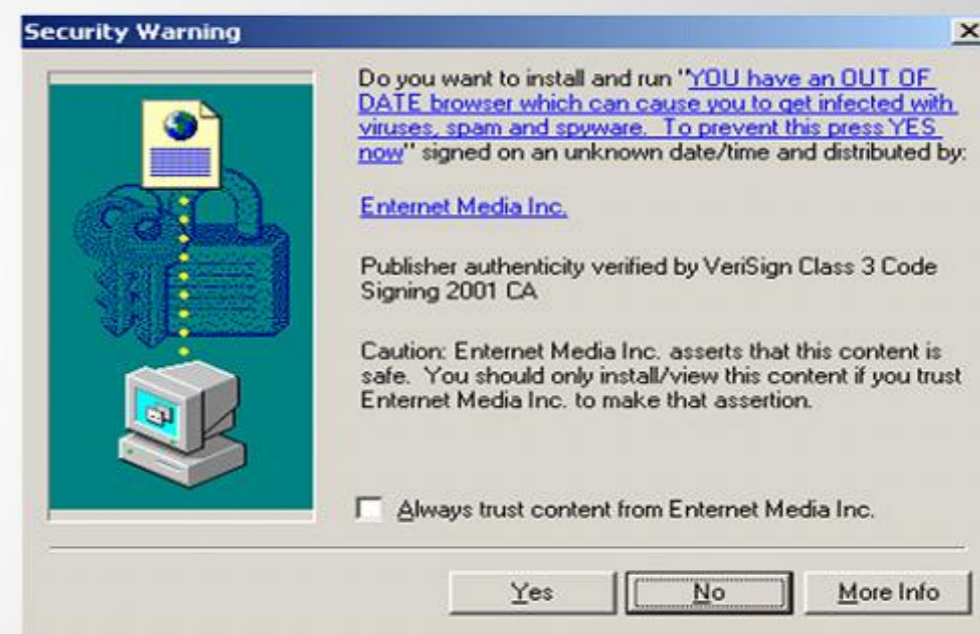 Security Warning
Do you want to install and run "YOU have an OUT OF
DATE browser which can cause you to get infected with
viruses, spam and spyware.  To prevent this press YES
now" signed on an unknown date/time and distributed by:
Enternet Media Inc.
Publisher authenticity verified by VeriSign Class 3 Code
Signing 2001 CA
Caution: Enternet Media Inc. asserts that this content is
safe.  You should only install/view this content if you trust
Enternet Media Inc. to make that assertion.
Always trust content from Enternet Media Inc.
Yes No More Info